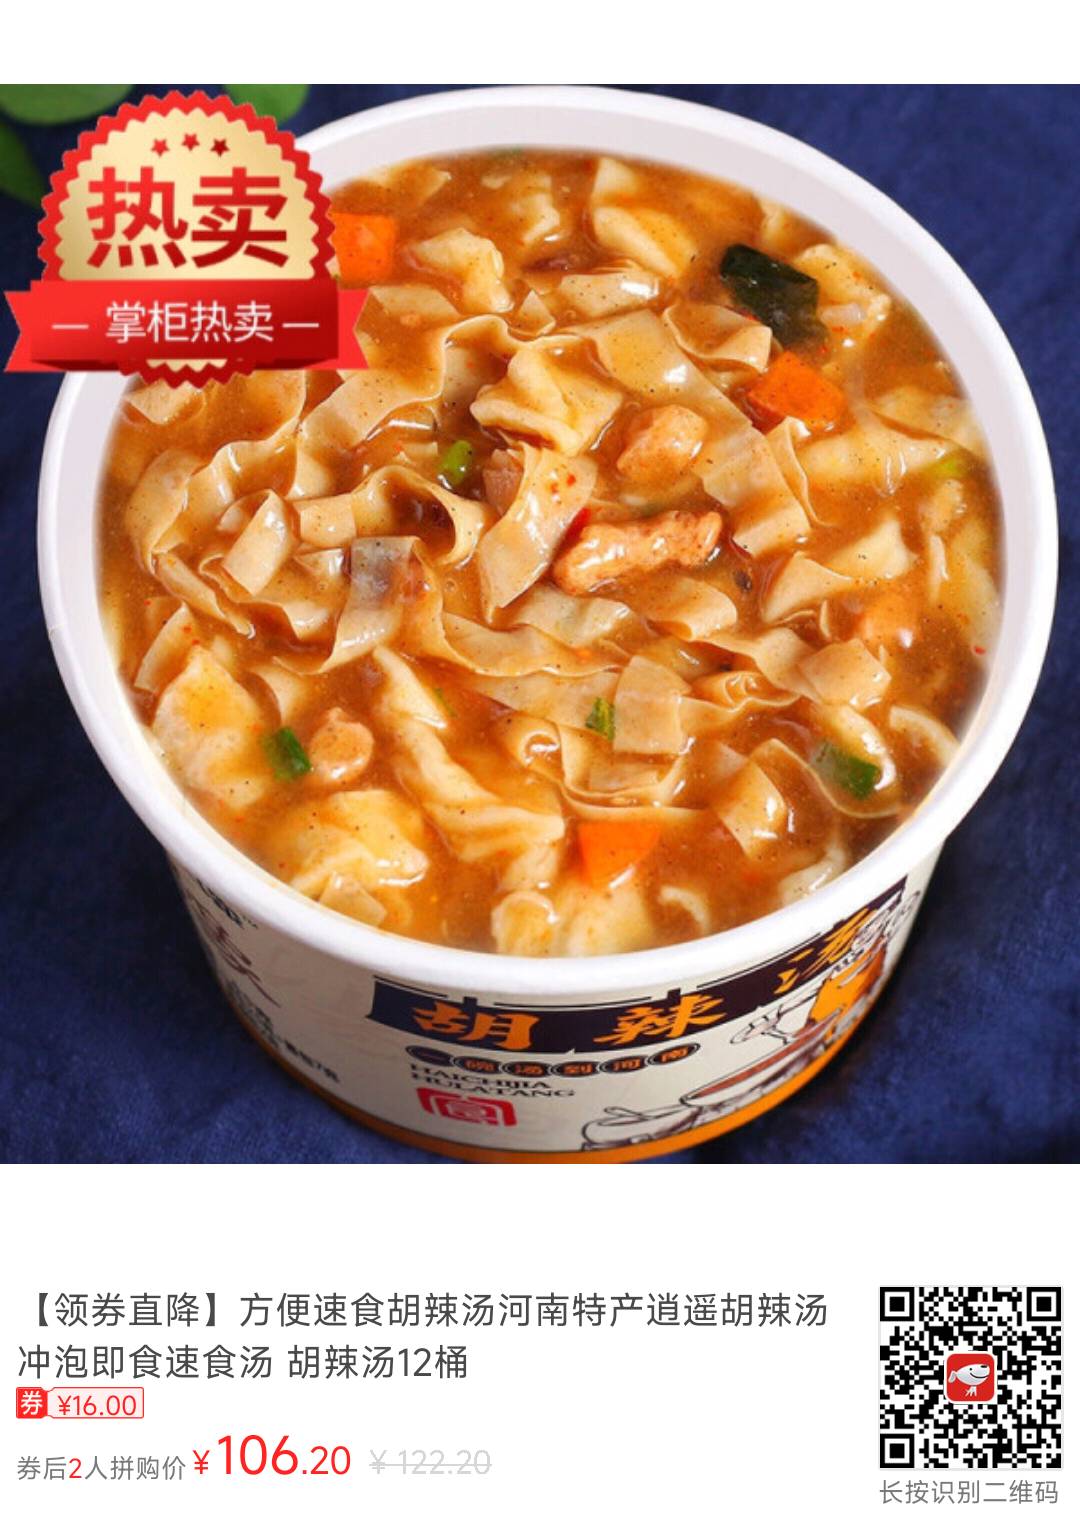 热卖
掌柜热卖
胡辣汤
一碗汤到河南
HAICHIJIA
HULATANG
【领券直降】方便速食胡辣汤河南特产逍遥胡辣汤
冲泡即食速食汤 胡辣汤12桶
券 ¥16.00
券后2人拼购价 ¥106.20 ¥122.20
长按识别二维码